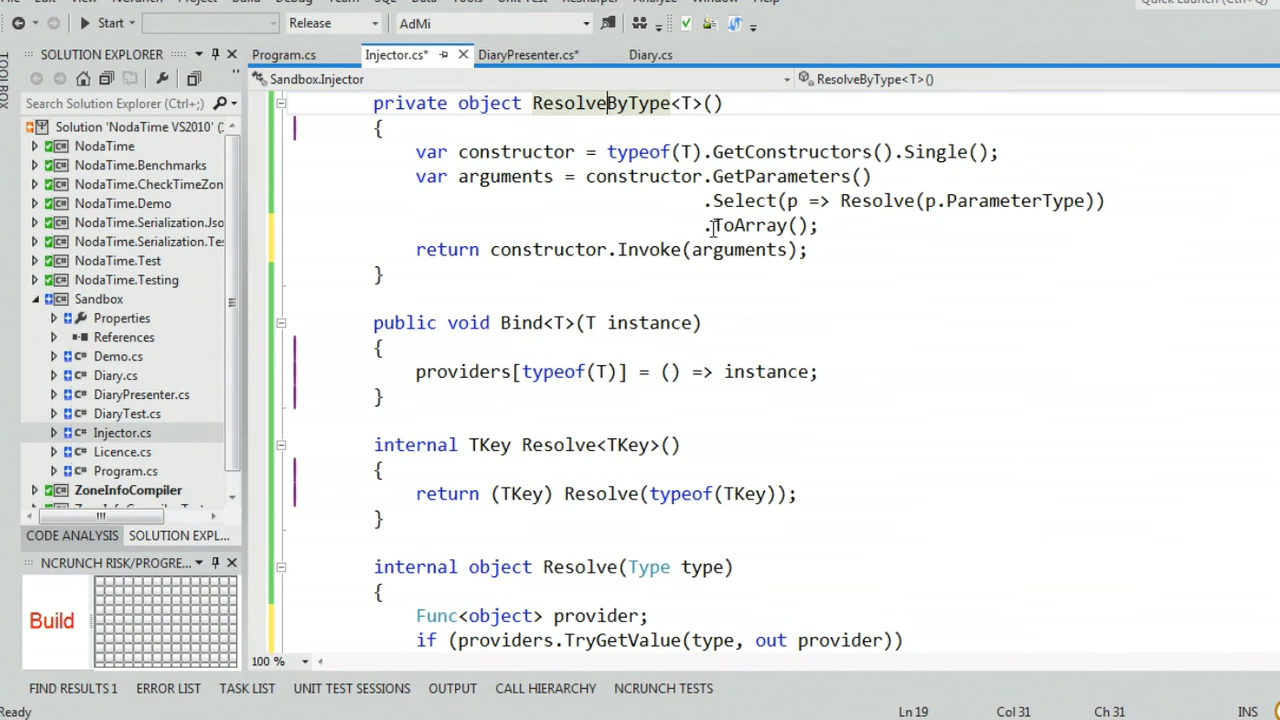 Start
Release
AdMi
SOLUTION EXPLORER
Program.cs
Injector.cs*
DiaryPresenter.cs*
Diary.cs
TOOLBOX
Sandbox.Injector
ResolveByType<T>()
Search Solution Explorer (Ctrl+;)
Solution 'NodaTime VS2010' (
NodaTime
NodaTime.Benchmarks
NodaTime.CheckTimeZon
NodaTime.Demo
NodaTime.Serialization.Jso
NodaTime.Serialization.Te
NodaTime.Test
NodaTime.Testing
Sandbox
Properties
References
Demo.cs
Diary.cs
DiaryPresenter.cs
DiaryTest.cs
Injector.cs
Licence.cs
Program.cs
ZoneInfoCompiler
CODE ANALYSIS
SOLUTION EXPL...
NCRUNCH RISK/PROGRE...
Build
private object ResolveByType<T>()
{
var constructor = typeof(T).GetConstructors().Single();
var arguments = constructor.GetParameters()
.Select(p => Resolve(p.ParameterType))
.ToArray();
return constructor.Invoke(arguments);
}
public void Bind<T>(T instance)
{
providers[typeof(T)] = () => instance;
}
internal TKey Resolve<TKey>()
{
return (TKey) Resolve(typeof(TKey));
}
internal object Resolve(Type type)
{
Func<object> provider;
if (providers.TryGetValue(type, out provider))
100 %
FIND RESULTS 1
ERROR LIST
TASK LIST
UNIT TEST SESSIONS
OUTPUT
CALL HIERARCHY
NCRUNCH TESTS
Ready
Ln 19
Col 31
Ch 31
INS